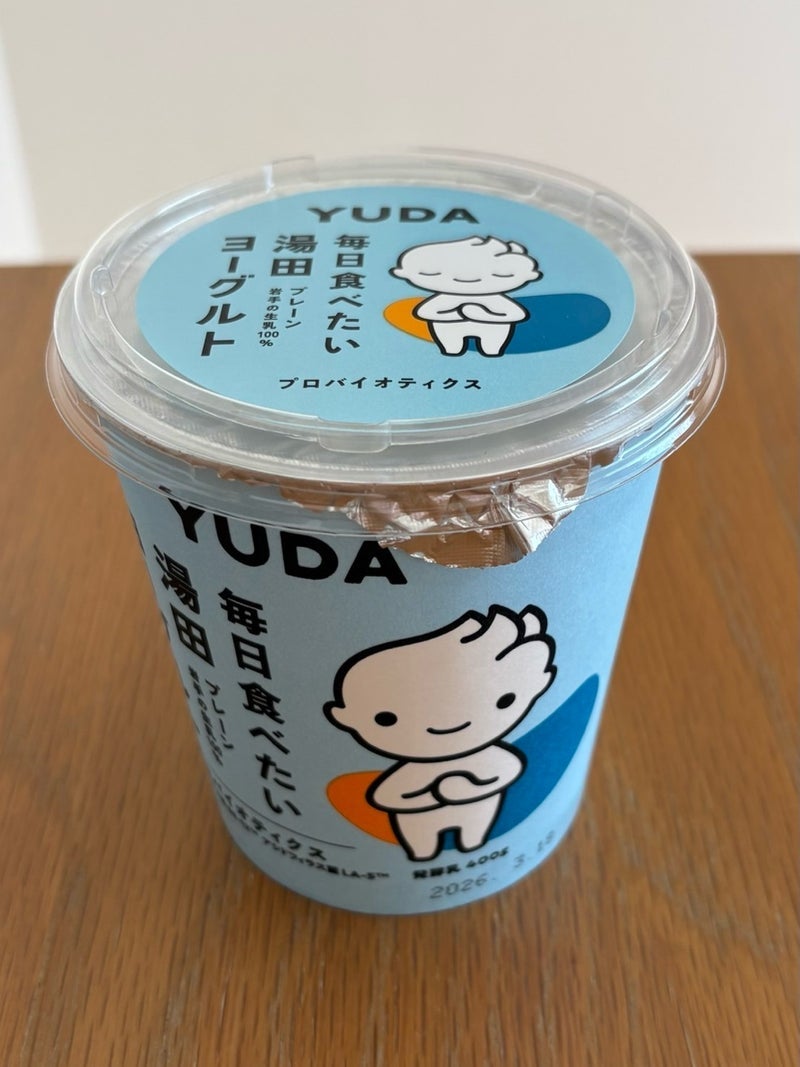 YUDA
毎日食べたい
湯田
プレーン
岩手の生乳100%
ヨーグルト
プロバイオティクス
YUDA
毎日食べたい
湯田
プレーン
発酵乳 400g
2026. 3.18